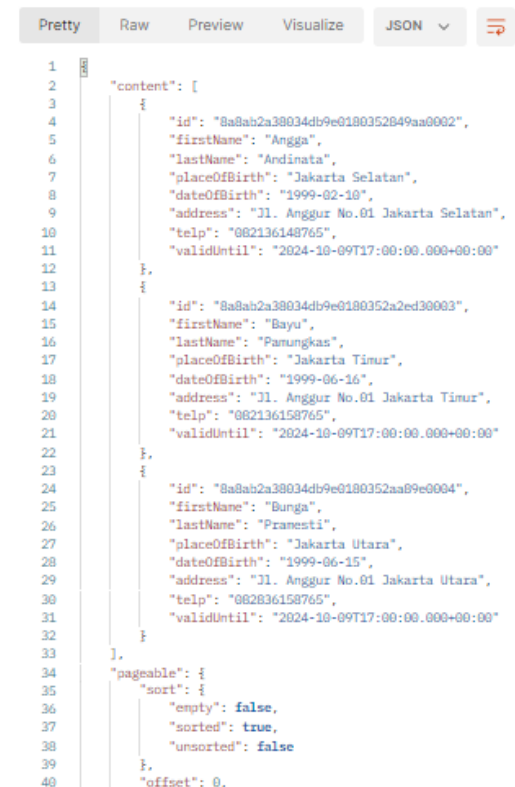 Pretty Raw Preview Visualize JSON
1 {
2 "content": [
3 {
4 "id": "8a8ab2a38034db9e0180352849aa0002",
5 "firstName": "Angga",
6 "lastName": "Andinata",
7 "placeOfBirth": "Jakarta Selatan",
8 "dateOfBirth": "1999-02-10",
9 "address": "Jl. Anggur No.01 Jakarta Selatan",
10 "telp": "082136148765",
11 "validUntil": "2024-10-09T17:00:00.000+00:00"
12 },
13 {
14 "id": "8a8ab2a38034db9e0180352a2ed30003",
15 "firstName": "Bayu",
16 "lastName": "Pamungkas",
17 "placeOfBirth": "Jakarta Timur",
18 "dateOfBirth": "1999-06-16",
19 "address": "Jl. Anggur No.01 Jakarta Timur",
20 "telp": "082136158765",
21 "validUntil": "2024-10-09T17:00:00.000+00:00"
22 },
23 {
24 "id": "8a8ab2a38034db9e0180352aa89e0004",
25 "firstName": "Bunga",
26 "lastName": "Pramesti",
27 "placeOfBirth": "Jakarta Utara",
28 "dateOfBirth": "1999-06-15",
29 "address": "Jl. Anggur No.01 Jakarta Utara",
30 "telp": "082836158765",
31 "validUntil": "2024-10-09T17:00:00.000+00:00"
32 }
33 ],
34 "pageable": {
35 "sort": {
36 "empty": false,
37 "sorted": true,
38 "unsorted": false
39 },
40 "offset": 0,